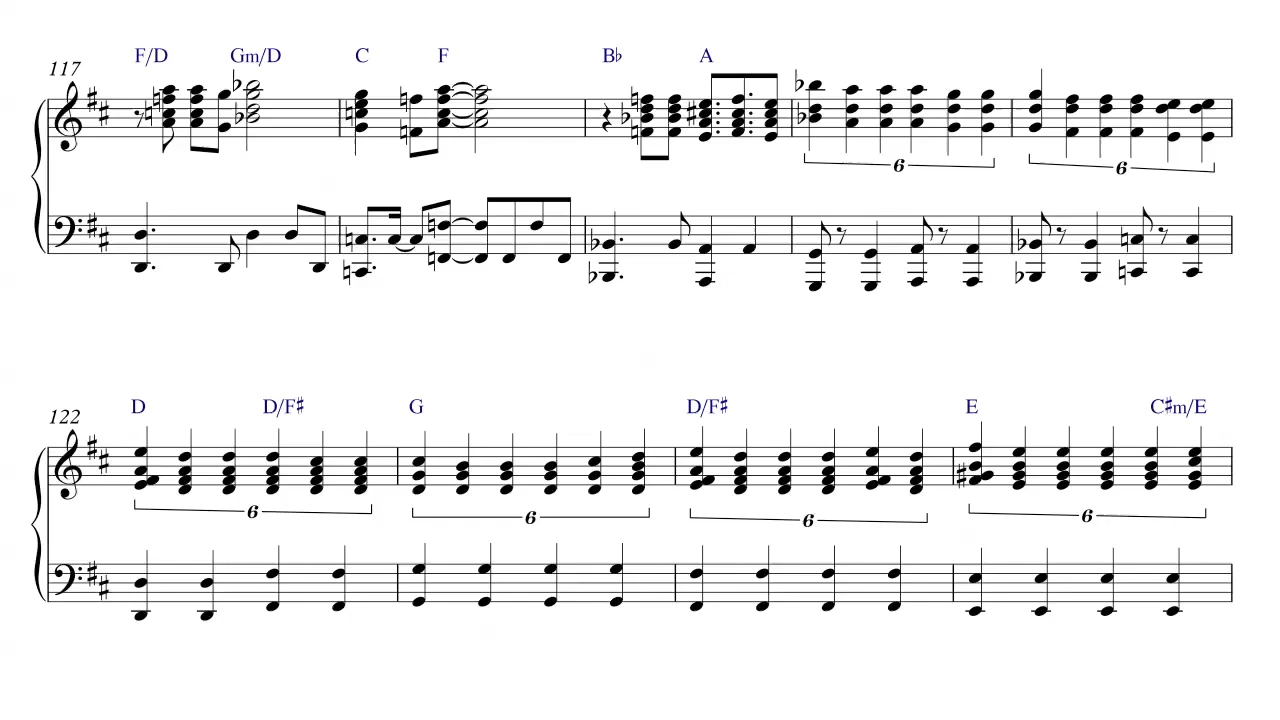 F/D Gm/D C F B♭ A
117
6 6
D D/F♯ G D/F♯ E C♯m/E
122
6 6 6 6